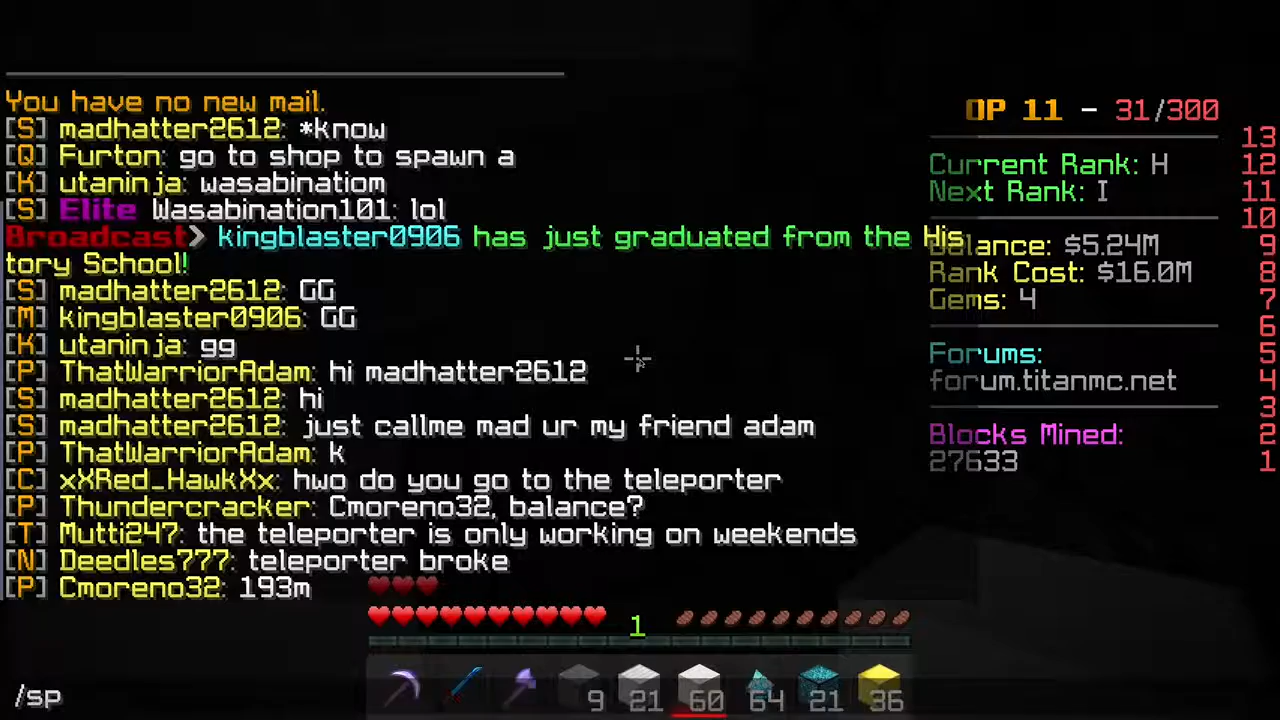 You have no new mail.
[S] madhatter2612: *know
[Q] Furton: go to shop to spawn a
[K] utaninja: wasabinatiom
[S] Elite Wasabination101: lol
Broadcast> kingblaster0906 has just graduated from the His
tory School!
[S] madhatter2612: GG
[M] kingblaster0906: GG
[K] utaninja: gg
[P] ThatWarriorAdam: hi madhatter2612
[S] madhatter2612: hi
[S] madhatter2612: just callme mad ur my friend adam
[P] ThatWarriorAdam: k
[C] xXRed_HawkXx: hwo do you go to the teleporter
[P] Thundercracker: Cmoreno32, balance?
[T] Mutti247: the teleporter is only working on weekends
[N] Deedles777: teleporter broke
[P] Cmoreno32: 193m
OP 11 - 31/300
13
Current Rank: H 12
Next Rank: I 11
10
Balance: $5.24M 9
Rank Cost: $16.0M 8
Gems: 4 7
6
Forums: 5
forum.titanmc.net 4
3
Blocks Mined: 2
27633 1
1
9 21 60 64 21 36
/sp